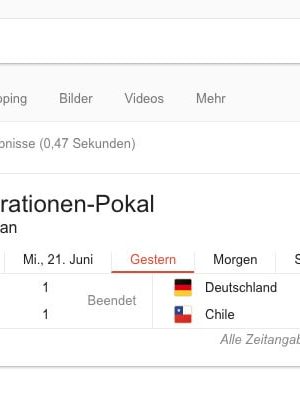 pping Bilder Videos Mehr
bnisse (0,47 Sekunden)
rationen-Pokal
an
Mi., 21. Juni Gestern Morgen S
1 Beendet Deutschland
1 Chile
Alle Zeitangab